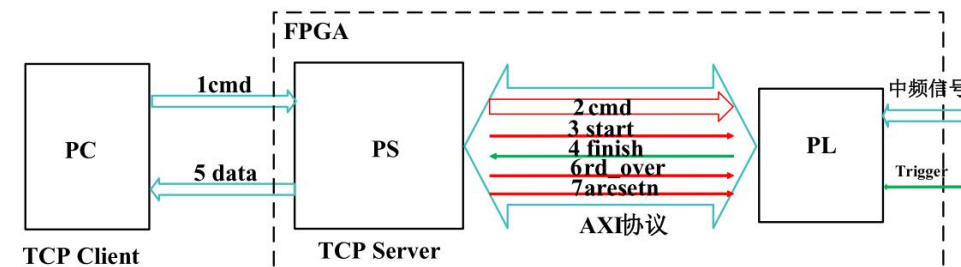 FPGA
1cmd
2 cmd
中频信号
3 start
PC
PS
4 finish
PL
5 data
6rd_over
Trigger
7aresetn
AXI协议
TCP Client
TCP Server